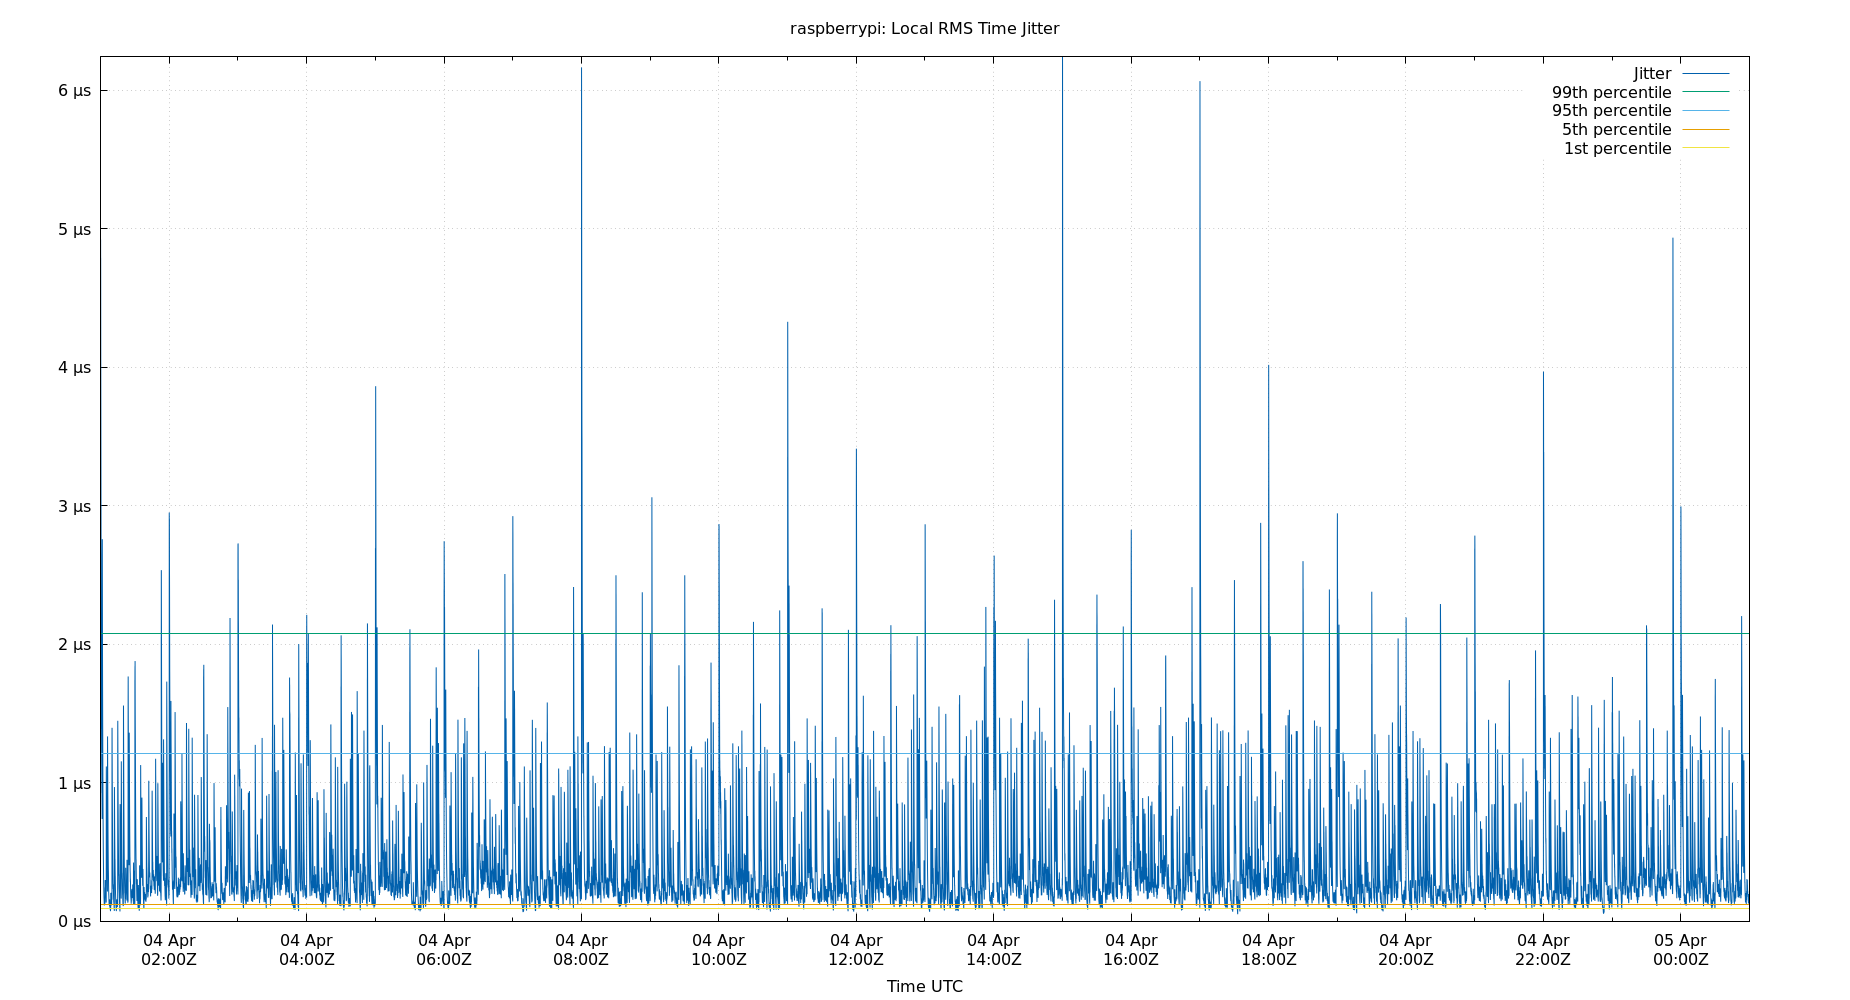 raspberrypi: Local RMS Time Jitter
Jitter
99th percentile
95th percentile
5th percentile
1st percentile
6 µs
5 µs
4 µs
3 µs
2 µs
1 µs
0 µs
04 Apr 04 Apr 04 Apr 04 Apr 04 Apr 04 Apr 04 Apr 04 Apr 04 Apr 04 Apr 04 Apr 05 Apr
02:00Z 04:00Z 06:00Z 08:00Z 10:00Z 12:00Z 14:00Z 16:00Z 18:00Z 20:00Z 22:00Z 00:00Z
Time UTC